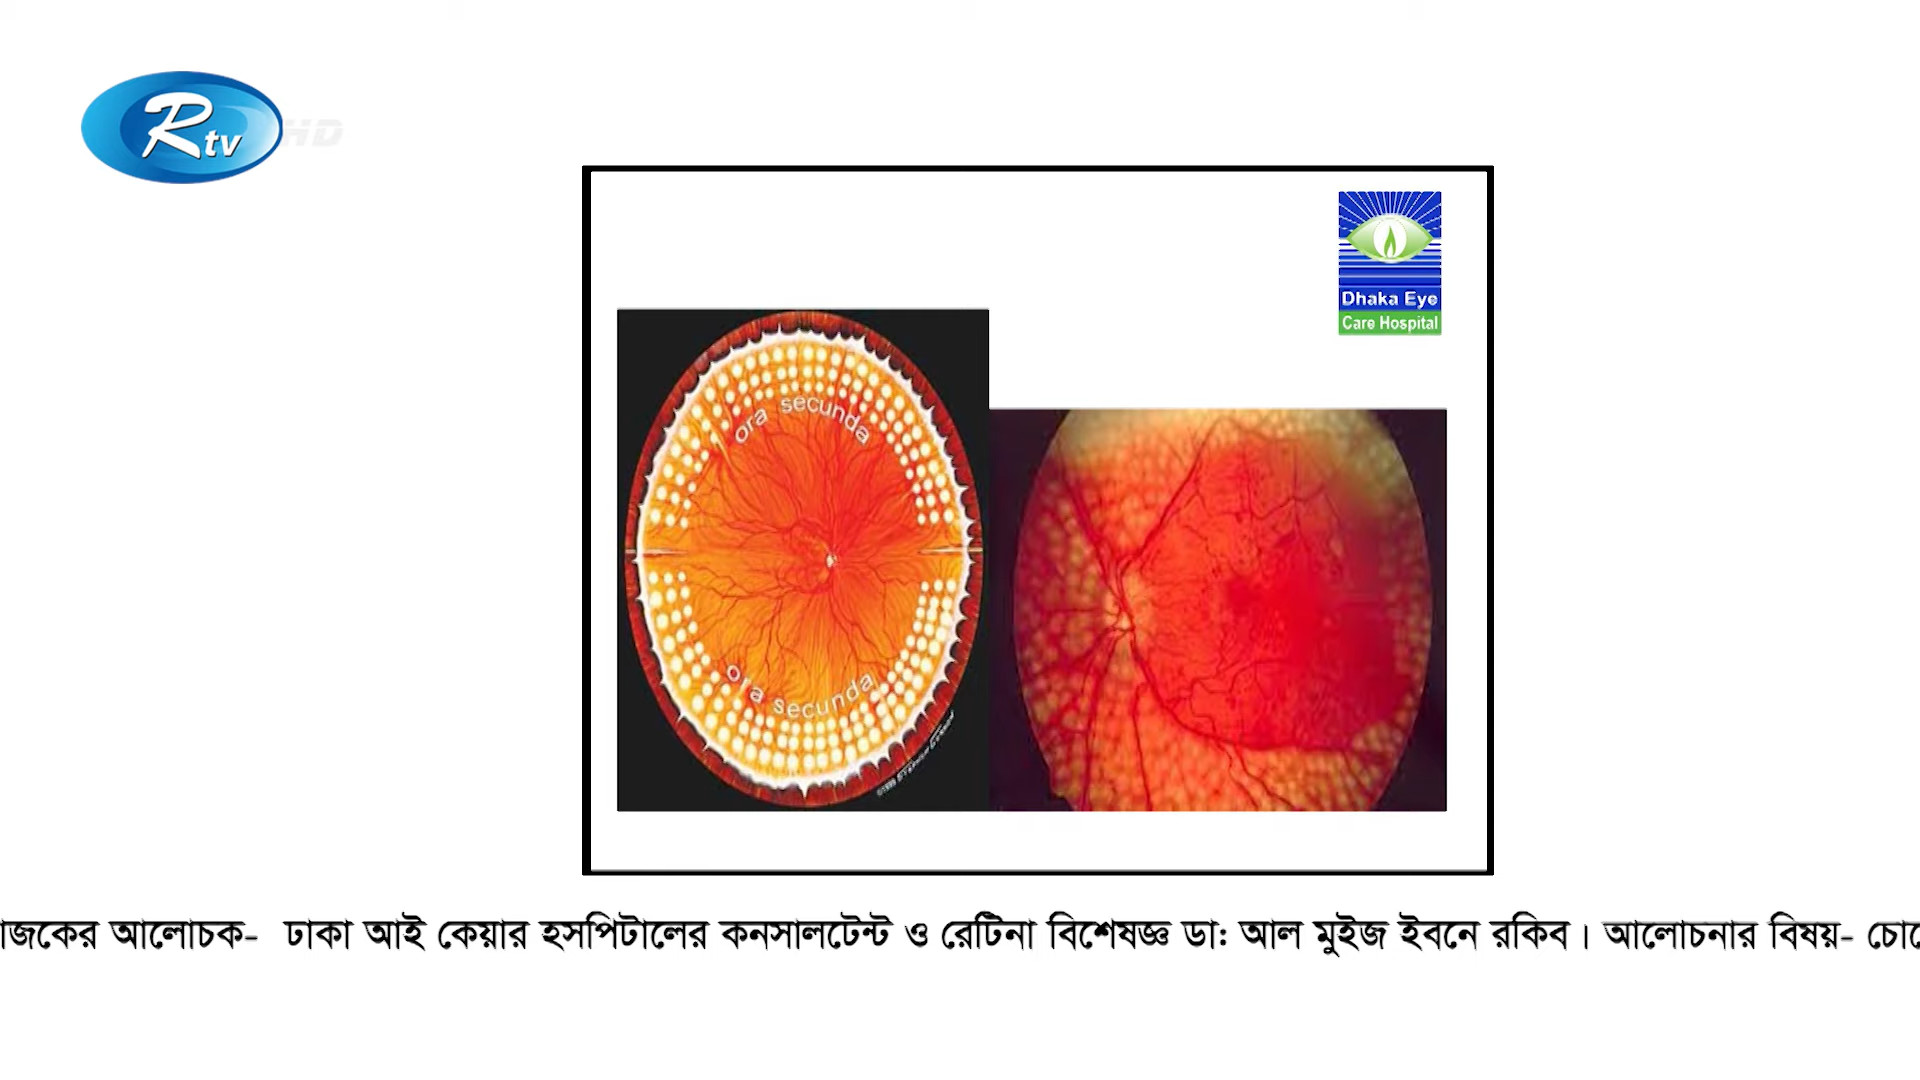 Rtv HD
Dhaka Eye
Care Hospital
ora secunda
ora secunda
আলোচক- ঢাকা আই কেয়ার হসপিটালের কনসালটেন্ট ও রেটিনা বিশেষজ্ঞ ডা: আল মুইজ ইবনে রকিব। আলোচনার বিষয়-